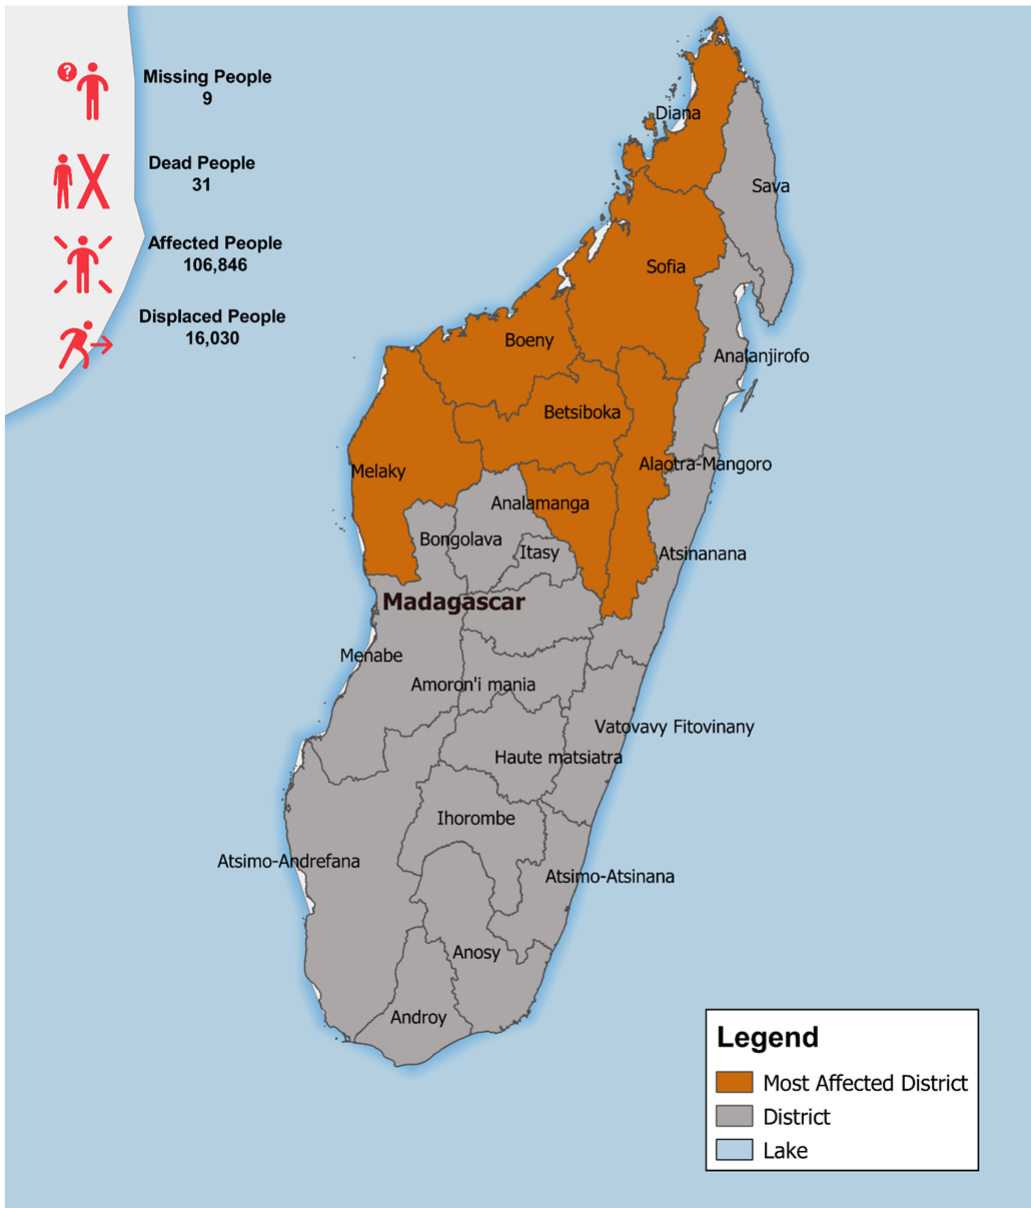 Missing People
9
Dead People
31
Affected People
106,846
Displaced People
16,030
?
Diana
Sava
Sofia
Boeny
Analanjirofo
Betsiboka
Melaky
Alaotra-Mangoro
Analamanga
Bongolava
Itasy
Atsinanana
Madagascar
Menabe
Amoron'i mania
Vatovavy Fitovinany
Haute matsiatra
Ihorombe
Atsimo-Andrefana
Atsimo-Atsinana
Anosy
Androy
Legend
Most Affected District
District
Lake